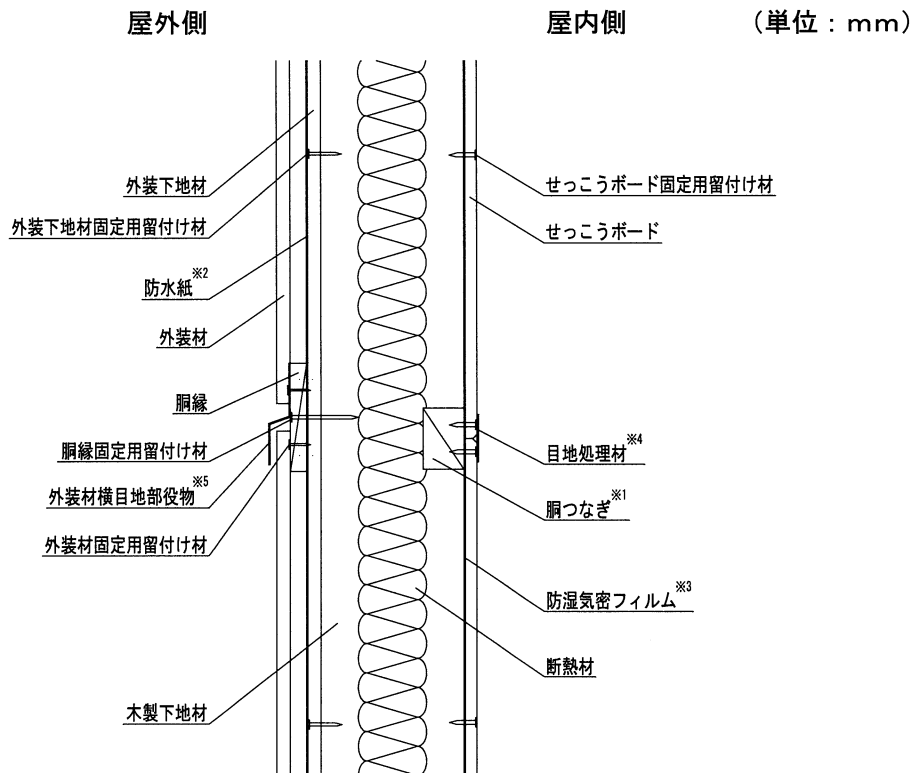 屋外側
屋内側
(単位：mm)
外装下地材
外装下地材固定用留付け材
防水紙※2
外装材
胴縁
胴縁固定用留付け材
外装材横目地部役物※5
外装材固定用留付け材
木製下地材
せっこうボード固定用留付け材
せっこうボード
目地処理材※4
胴つなぎ※1
防湿気密フィルム※3
断熱材